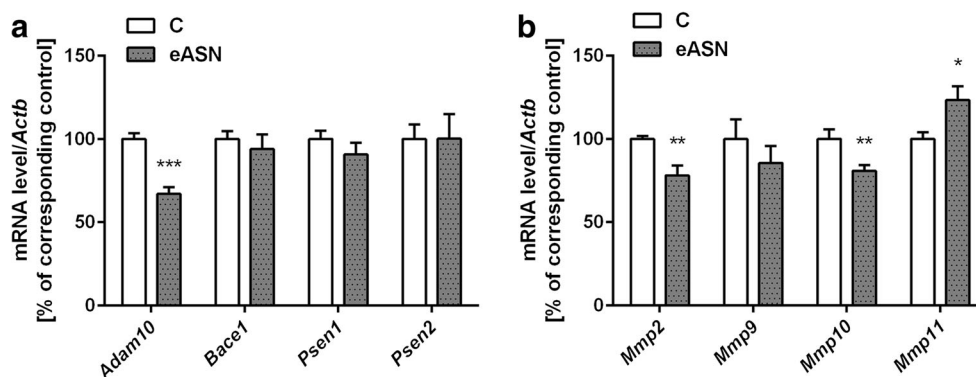 a
C
eASN
mRNA level/Actb
[% of corresponding control]
150
100
50
0
***
Adam10
Bace1
Psen1
Psen2
b
C
eASN
mRNA level/Actb
[% of corresponding control]
150
100
50
0
**
**
*
Mmp2
Mmp9
Mmp10
Mmp11